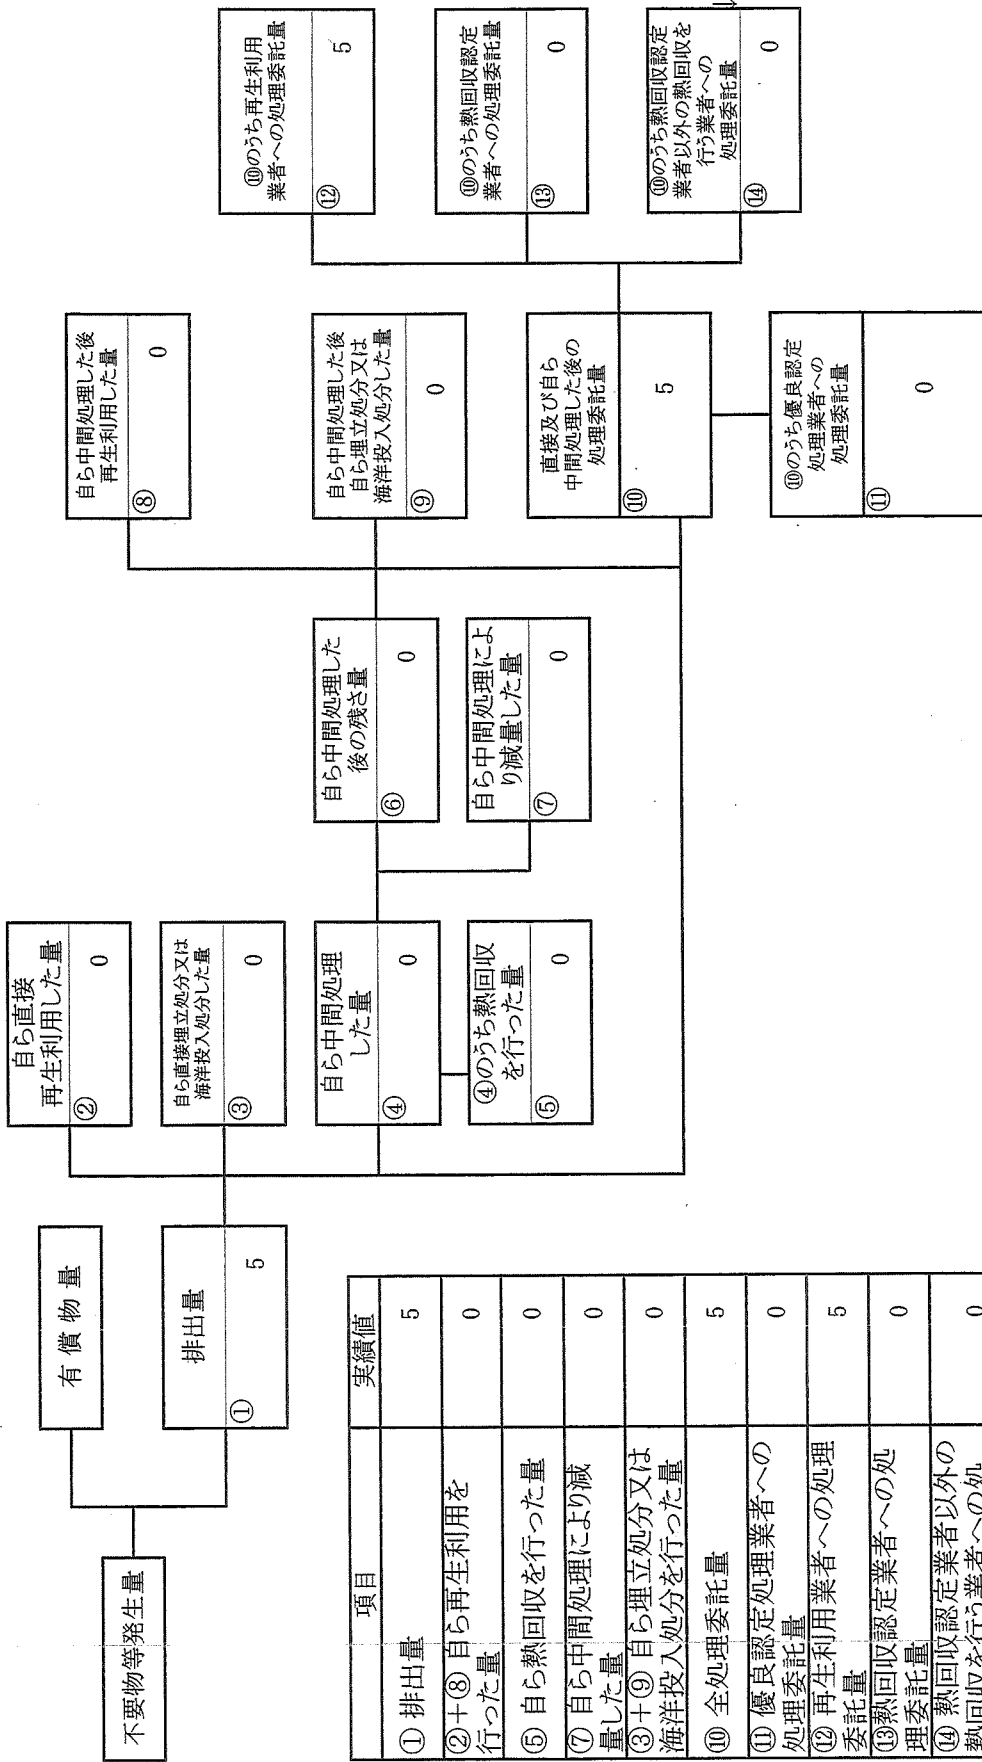 不要物等発生量
有償物量
排出量
①
5
自ら直接
再生利用した量
②
0
自ら直接埋立処分又は
海洋投入処分した量
③
0
自ら中間処理
した量
④
0
④のうち熱回収
を行った量
⑤
0
自ら中間処理した
後の残さ量
⑥
0
自ら中間処理によ
り減量した量
⑦
0
自ら中間処理した後
再生利用した量
⑧
0
自ら中間処理した後
自ら埋立処分又は
海洋投入処分した量
⑨
0
直接及び自ら
中間処理した後の
処理委託量
⑩
5
⑩のうち優良認定
処理業者への
処理委託量
⑪
0
⑩のうち再生利用
業者への処理委託量
⑫
5
⑩のうち熱回収認定
業者への処理委託量
⑬
0
⑩のうち熱回収認定
業者以外の熱回収を
行う業者への
処理委託量
⑭
0
項目 実績値
① 排出量 5
②+⑧ 自ら再生利用を
行った量 0
⑤ 自ら熱回収を行った量 0
⑦ 自ら中間処理により減
量した量 0
③+⑨ 自ら埋立処分又は
海洋投入処分を行った量 0
⑩ 全処理委託量 5
⑪ 優良認定処理業者への
処理委託量 0
⑫ 再生利用業者への処理
委託量 5
⑬熱回収認定業者への処
理委託量 0
⑭ 熱回収認定業者以外の
熱回収を行う業者への処 0